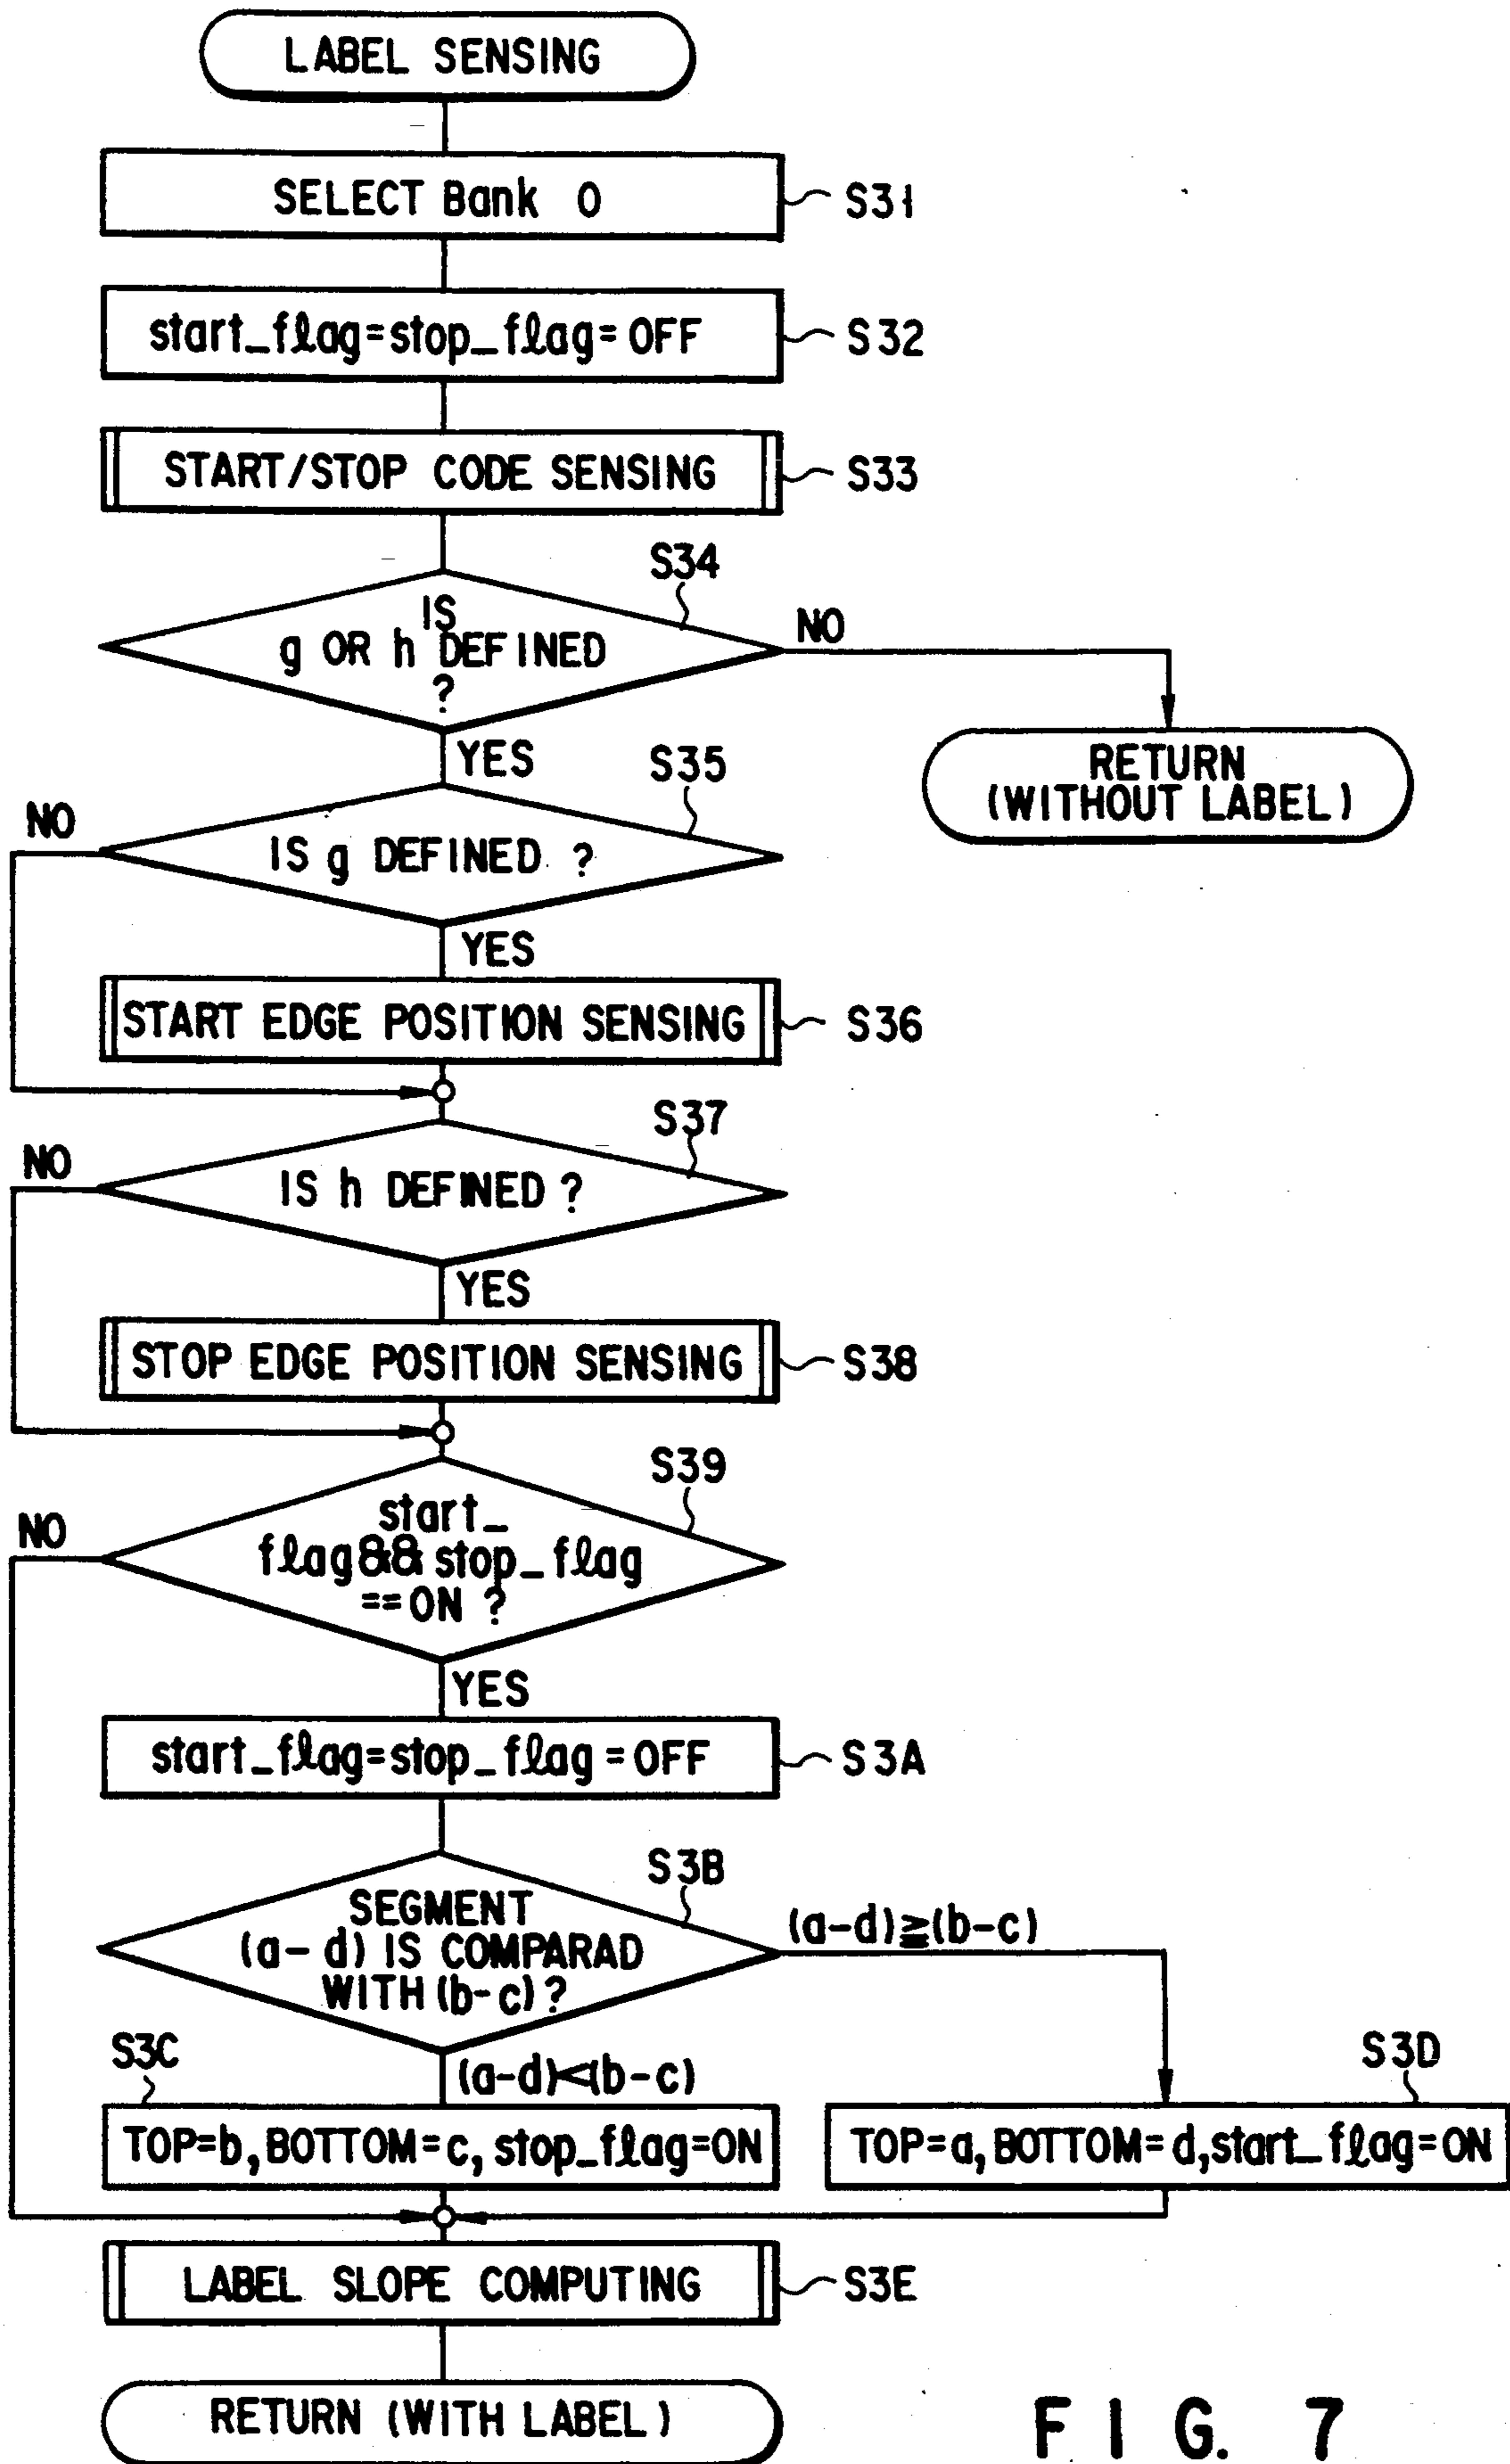 LABEL SENSING
SELECT Bank 0
S31
start_flag=stop_flag=OFF
S32
START/STOP CODE SENSING
S33
S34
IS
g OR h DEFINED
?
NO
RETURN
(WITHOUT LABEL)
YES
S35
NO
IS g DEFINED ?
YES
START EDGE POSITION SENSING
S36
S37
NO
IS h DEFINED ?
YES
STOP EDGE POSITION SENSING
S38
S39
NO
start_
flag&&stop_flag
==ON ?
YES
start_flag=stop_flag=OFF
S3A
S3B
SEGMENT
(a-d) IS COMPARAD
WITH (b-c)?
(a-d)≧(b-c)
S3C
(a-d)<(b-c)
S3D
TOP=b, BOTTOM=c, stop_flag=ON
TOP=a, BOTTOM=d, start_flag=ON
LABEL SLOPE COMPUTING
S3E
RETURN (WITH LABEL)
FIG. 7